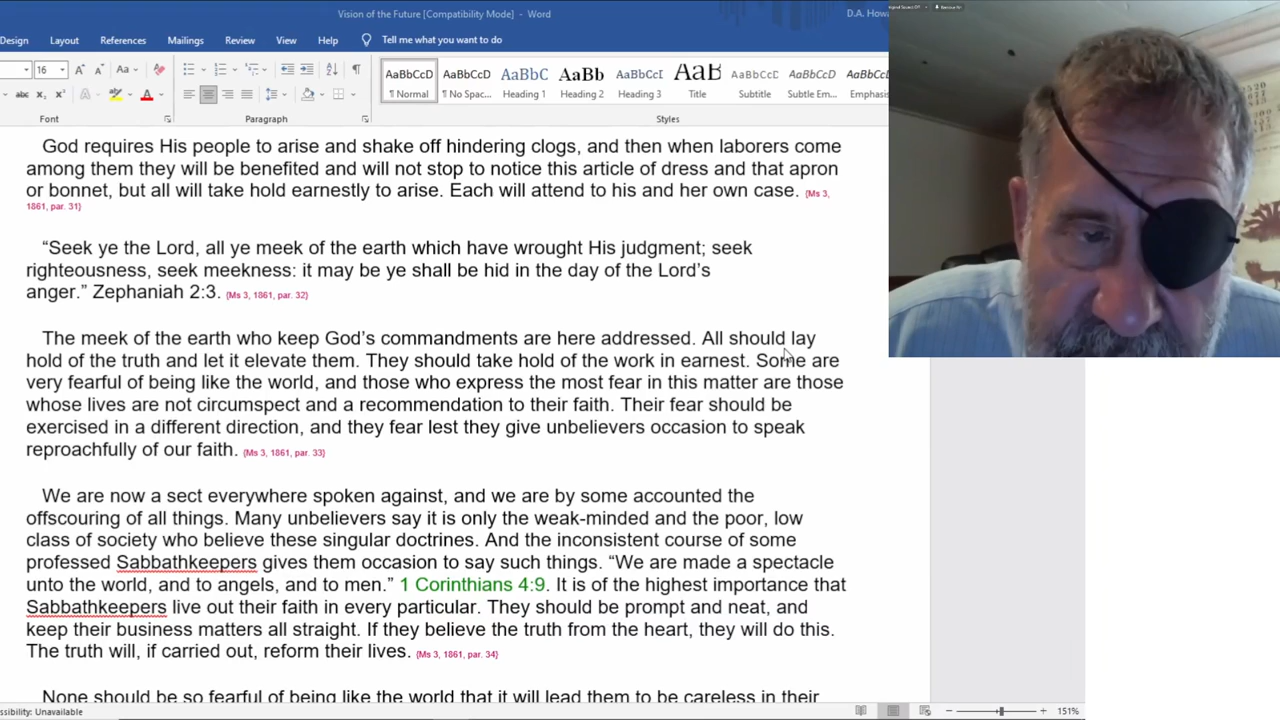 Vision of the Future [Compatibility Mode] - Word
D.A. Howa
Design Layout References Mailings Review View Help Tell me what you want to do
16 Aa
AaBbCcD AaBbCcD AaBbC AaBb AaBbCcI AaB AaBbCcD AaBbCcD AaBbCc
¶ Normal ¶ No Spac... Heading 1 Heading 2 Heading 3 Title Subtitle Subtle Em... Emphasis
Font Paragraph Styles
God requires His people to arise and shake off hindering clogs, and then when laborers come
among them they will be benefited and will not stop to notice this article of dress and that apron
or bonnet, but all will take hold earnestly to arise. Each will attend to his and her own case. {Ms 3,
1861, par. 31}
“Seek ye the Lord, all ye meek of the earth which have wrought His judgment; seek
righteousness, seek meekness: it may be ye shall be hid in the day of the Lord’s
anger.” Zephaniah 2:3. {Ms 3, 1861, par. 32}
The meek of the earth who keep God’s commandments are here addressed. All should lay
hold of the truth and let it elevate them. They should take hold of the work in earnest. Some are
very fearful of being like the world, and those who express the most fear in this matter are those
whose lives are not circumspect and a recommendation to their faith. Their fear should be
exercised in a different direction, and they fear lest they give unbelievers occasion to speak
reproachfully of our faith. {Ms 3, 1861, par. 33}
We are now a sect everywhere spoken against, and we are by some accounted the
offscouring of all things. Many unbelievers say it is only the weak-minded and the poor, low
class of society who believe these singular doctrines. And the inconsistent course of some
professed Sabbathkeepers gives them occasion to say such things. “We are made a spectacle
unto the world, and to angels, and to men.” 1 Corinthians 4:9. It is of the highest importance that
Sabbathkeepers live out their faith in every particular. They should be prompt and neat, and
keep their business matters all straight. If they believe the truth from the heart, they will do this.
The truth will, if carried out, reform their lives. {Ms 3, 1861, par. 34}
None should be so fearful of being like the world that it will lead them to be careless in their
ssibility: Unavailable
151%